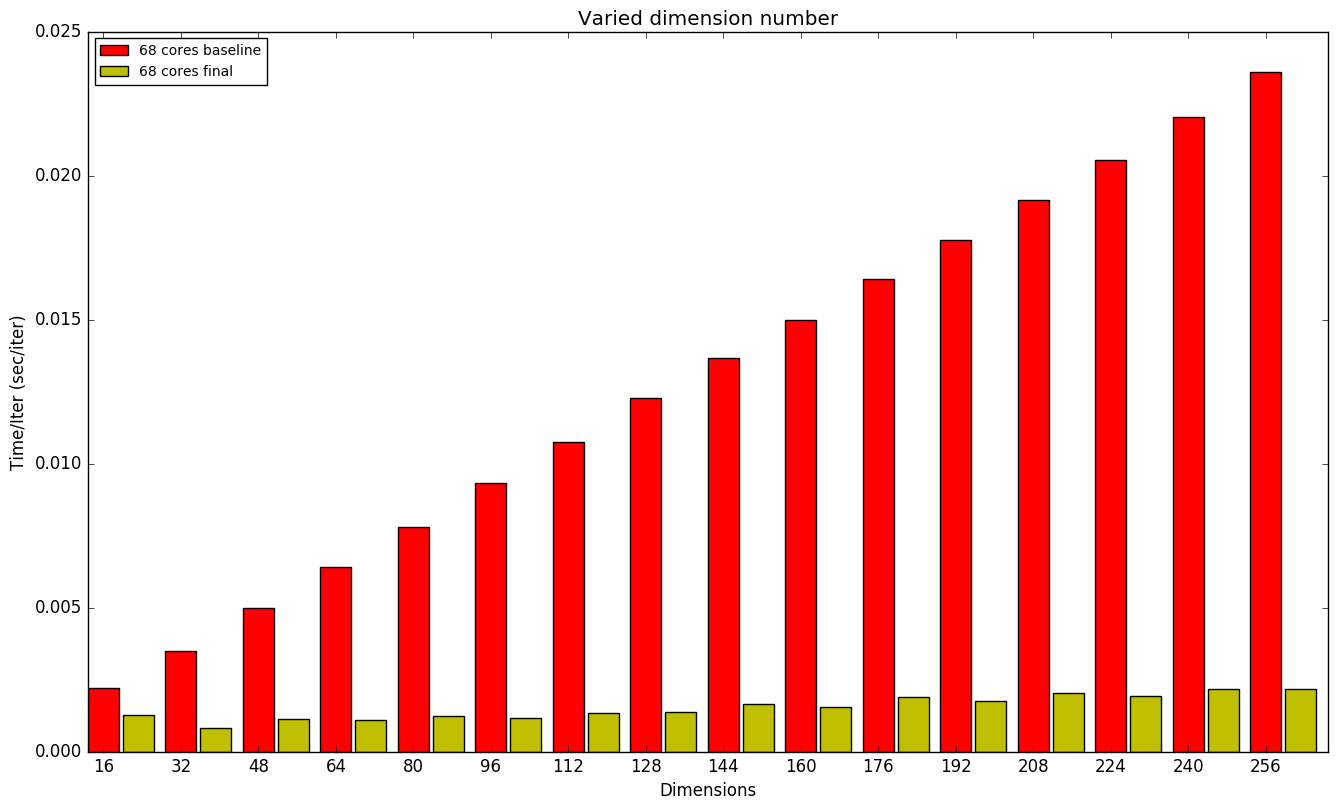 Varied dimension number
68 cores baseline
68 cores final
Time/Iter (sec/iter)
0.025
0.020
0.015
0.010
0.005
0.000
16 32 48 64 80 96 112 128 144 160 176 192 208 224 240 256
Dimensions